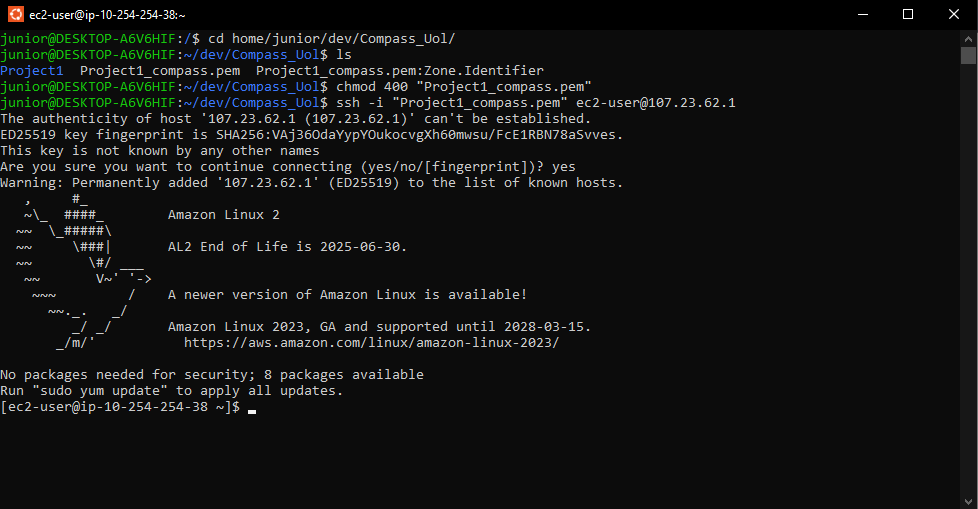 ec2-user@ip-10-254-254-38:~
junior@DESKTOP-A6V6HIF:/$ cd home/junior/dev/Compass_Uol/
junior@DESKTOP-A6V6HIF:~/dev/Compass_Uol$ ls
Project1  Project1_compass.pem  Project1_compass.pem:Zone.Identifier
junior@DESKTOP-A6V6HIF:~/dev/Compass_Uol$ chmod 400 "Project1_compass.pem"
junior@DESKTOP-A6V6HIF:~/dev/Compass_Uol$ ssh -i "Project1_compass.pem" ec2-user@107.23.62.1
The authenticity of host '107.23.62.1 (107.23.62.1)' can't be established.
ED25519 key fingerprint is SHA256:VAj36OdaYypYOukocvgXh60mwsu/FcE1RBN78aSvves.
This key is not known by any other names
Are you sure you want to continue connecting (yes/no/[fingerprint])? yes
Warning: Permanently added '107.23.62.1' (ED25519) to the list of known hosts.
   ,     #_
   ~\_  ####_        Amazon Linux 2
  ~~  \_#####\
  ~~     \###|       AL2 End of Life is 2025-06-30.
  ~~       \#/ ___
   ~~       V~' '->
    ~~~         /    A newer version of Amazon Linux is available!
      ~~._.   _/
         _/ _/       Amazon Linux 2023, GA and supported until 2028-03-15.
       _/m/'           https://aws.amazon.com/linux/amazon-linux-2023/
No packages needed for security; 8 packages available
Run "sudo yum update" to apply all updates.
[ec2-user@ip-10-254-254-38 ~]$